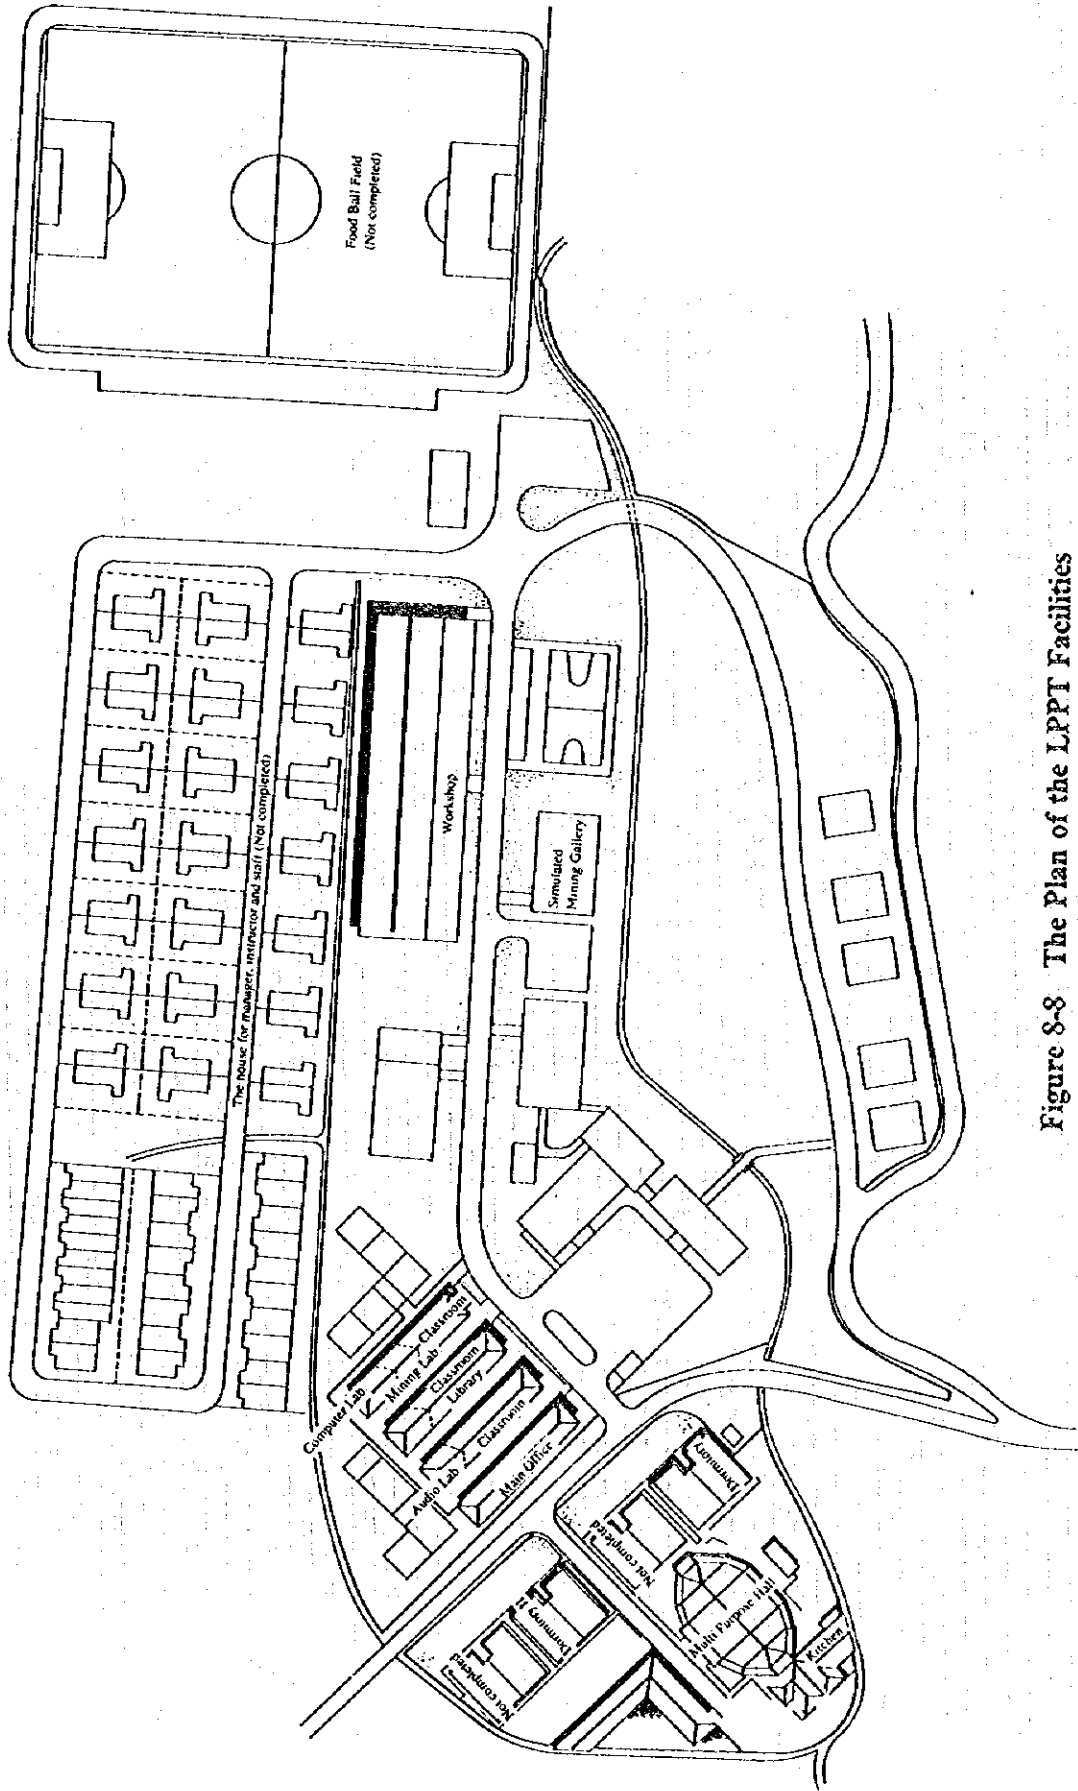 Food Ball Field
(Not completed)
The house for manager, instructor and staff (Not completed)
Workshop
Simulated
Mining Gallery
Computer Lab
Mining Lab
Classroom
Classroom
Library
Classroom
Audio Lab
Main Office
Not completed
Dormitory
Not completed
Dormitory
Multi Purpose Hall
Kitchen
Figure 8-8 The Plan of the LPPT Facilities